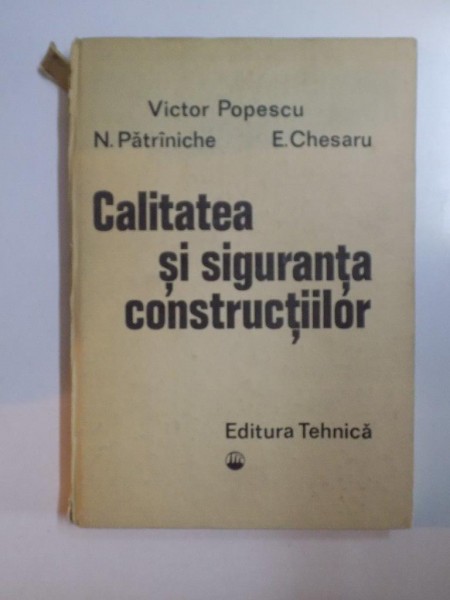 Victor Popescu
N. Pătrîniche E. Chesaru
Calitatea
și siguranța
construcțiilor
Editura Tehnică